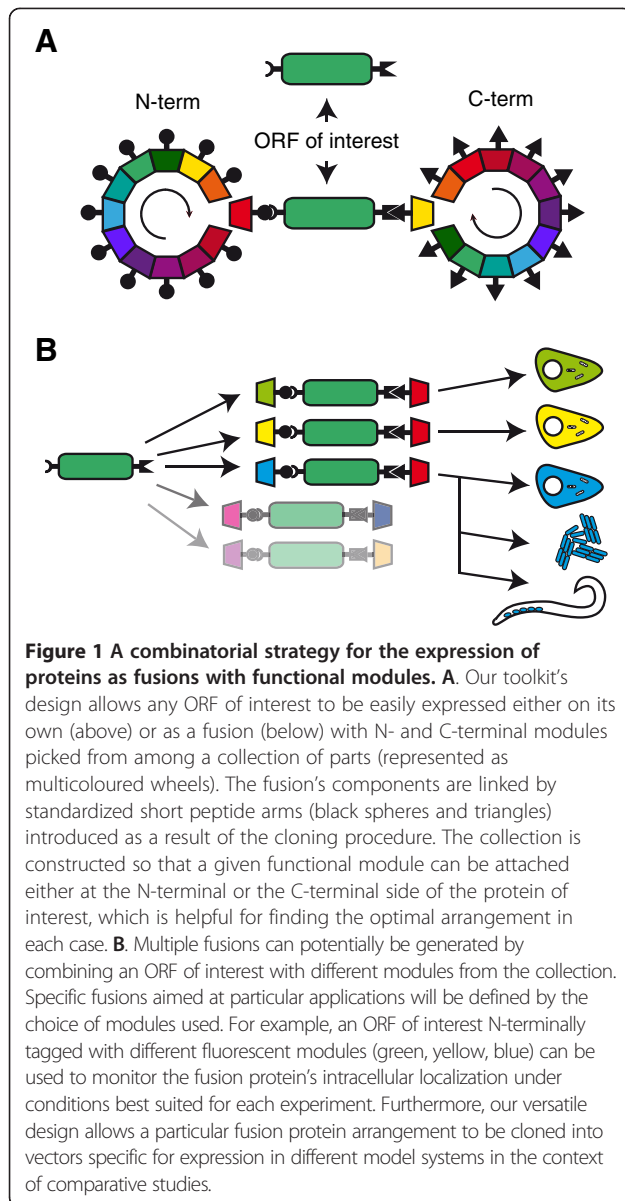 A
N-term
C-term
ORF of interest
B
Figure 1 A combinatorial strategy for the expression of
proteins as fusions with functional modules. A. Our toolkit's
design allows any ORF of interest to be easily expressed either on its
own (above) or as a fusion (below) with N- and C-terminal modules
picked from among a collection of parts (represented as
multicoloured wheels). The fusion's components are linked by
standardized short peptide arms (black spheres and triangles)
introduced as a result of the cloning procedure. The collection is
constructed so that a given functional module can be attached
either at the N-terminal or the C-terminal side of the protein of
interest, which is helpful for finding the optimal arrangement in
each case. B. Multiple fusions can potentially be generated by
combining an ORF of interest with different modules from the collection.
Specific fusions aimed at particular applications will be defined by the
choice of modules used. For example, an ORF of interest N-terminally
tagged with different fluorescent modules (green, yellow, blue) can be
used to monitor the fusion protein's intracellular localization under
conditions best suited for each experiment. Furthermore, our versatile
design allows a particular fusion protein arrangement to be cloned into
vectors specific for expression in different model systems in the context
of comparative studies.